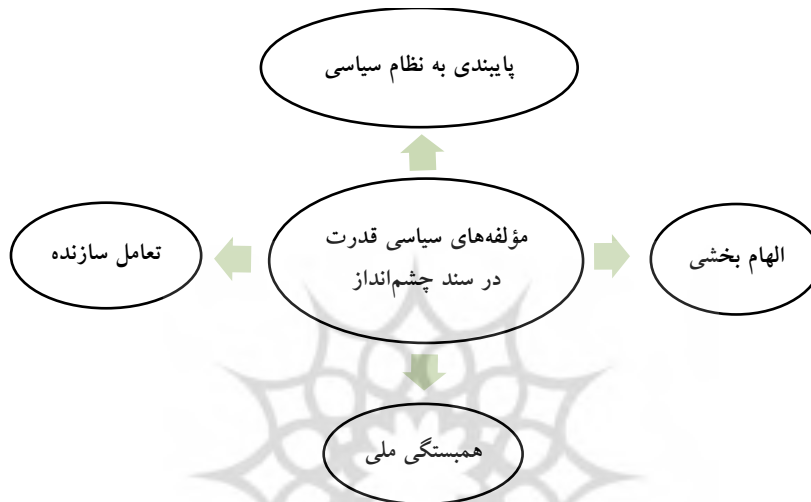 پایبندی به نظام سیاسی
مؤلفه‌های سیاسی قدرت
در سند چشم‌انداز
الهام بخشی
تعامل سازنده
همبستگی ملی